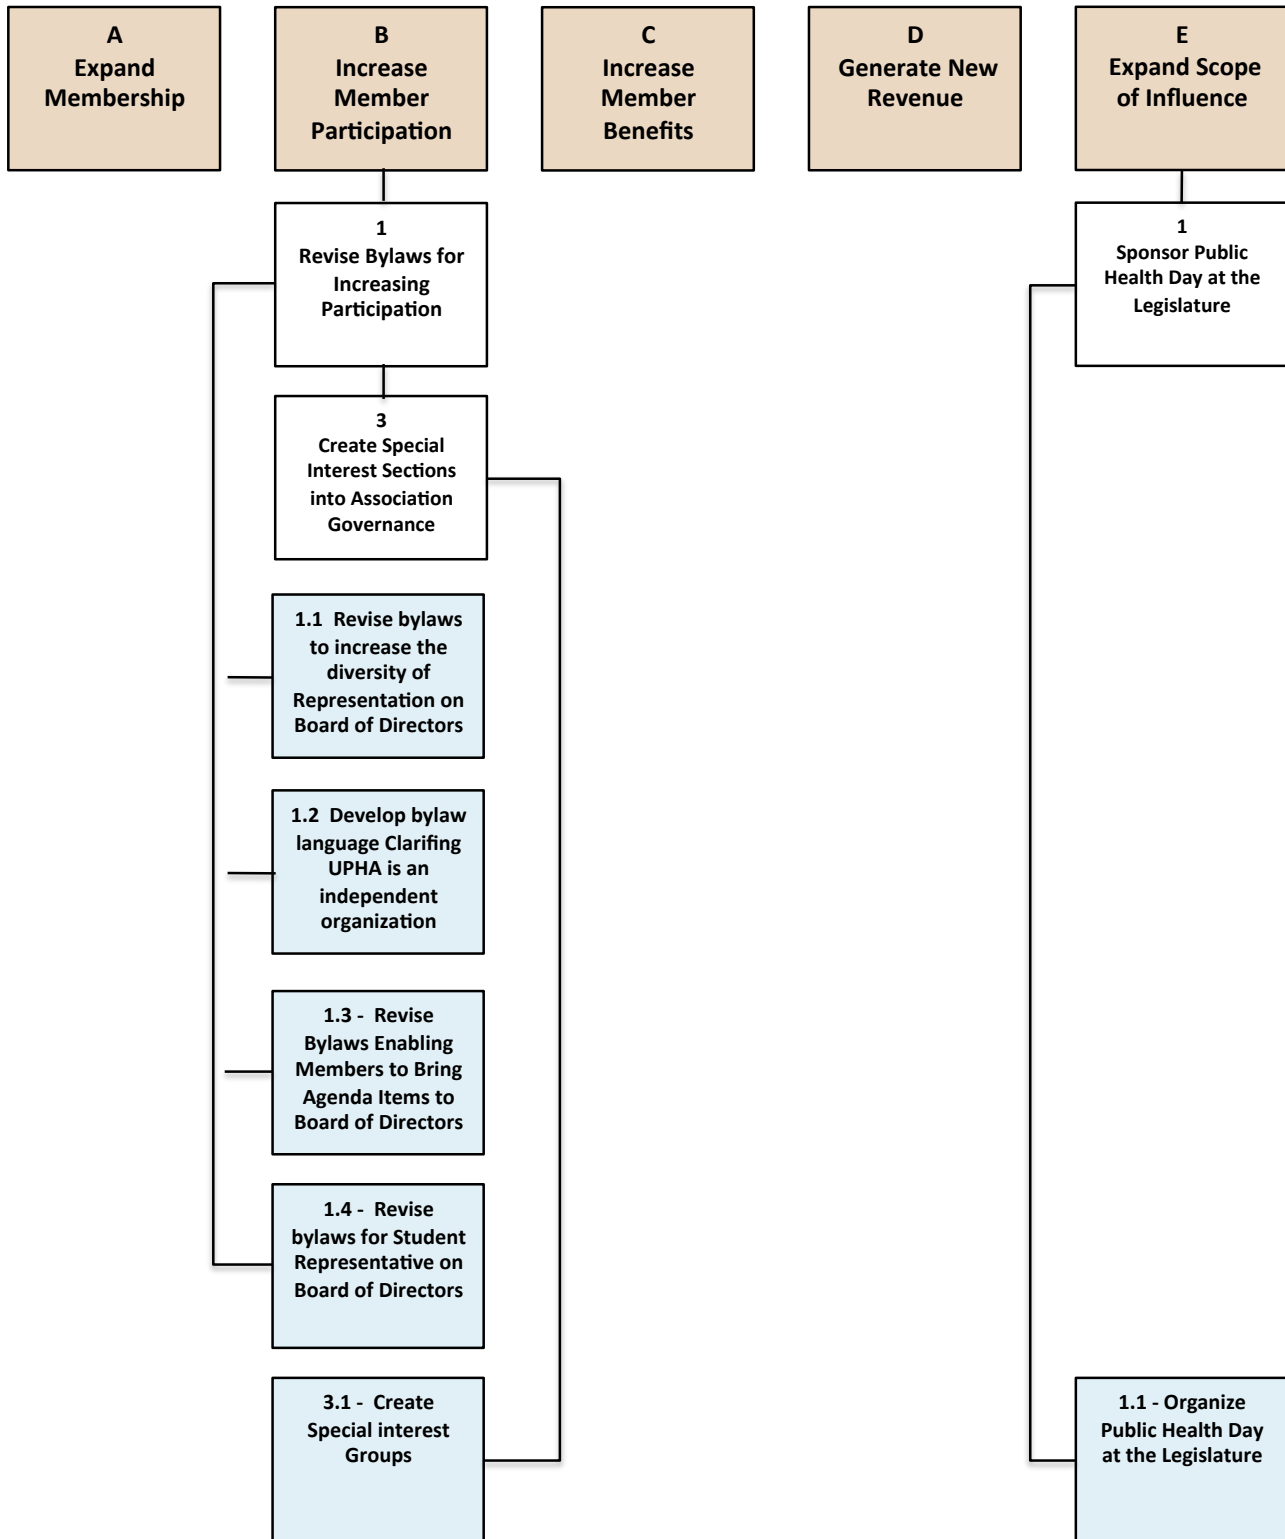 A
Expand
Membership
B
Increase
Member
Participation
C
Increase
Member
Benefits
D
Generate New
Revenue
E
Expand Scope
of Influence
1
Revise Bylaws for
Increasing
Participation
1
Sponsor Public
Health Day at the
Legislature
3
Create Special
Interest Sections
into Association
Governance
1.1 Revise bylaws
to increase the
diversity of
Representation on
Board of Directors
1.2 Develop bylaw
language Clarifing
UPHA is an
independent
organization
1.3 - Revise
Bylaws Enabling
Members to Bring
Agenda Items to
Board of Directors
1.4 - Revise
bylaws for Student
Representative on
Board of Directors
3.1 - Create
Special interest
Groups
1.1 - Organize
Public Health Day
at the Legislature